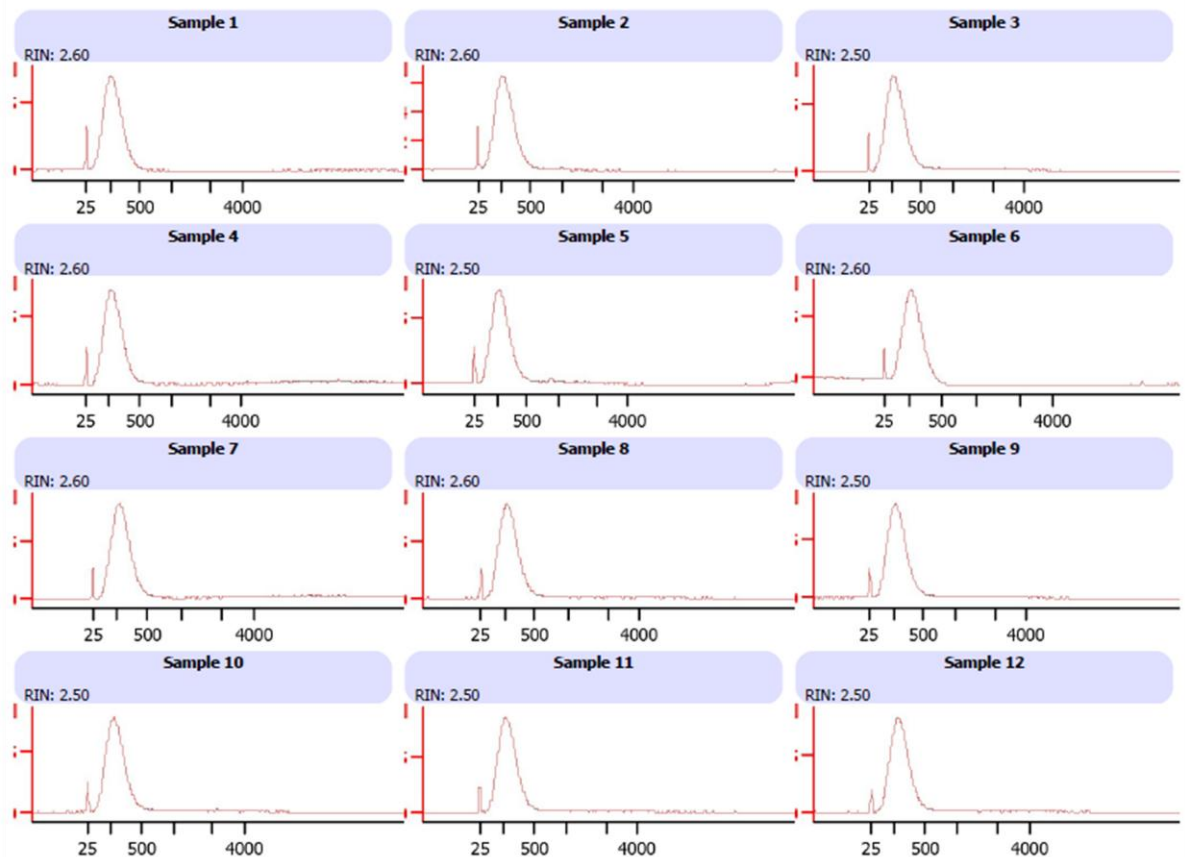 Sample 1
RIN: 2.60
25 500 4000
Sample 2
RIN: 2.60
25 500 4000
Sample 3
RIN: 2.50
25 500 4000
Sample 4
RIN: 2.60
25 500 4000
Sample 5
RIN: 2.50
25 500 4000
Sample 6
RIN: 2.60
25 500 4000
Sample 7
RIN: 2.60
25 500 4000
Sample 8
RIN: 2.60
25 500 4000
Sample 9
RIN: 2.50
25 500 4000
Sample 10
RIN: 2.50
25 500 4000
Sample 11
RIN: 2.50
25 500 4000
Sample 12
RIN: 2.50
25 500 4000